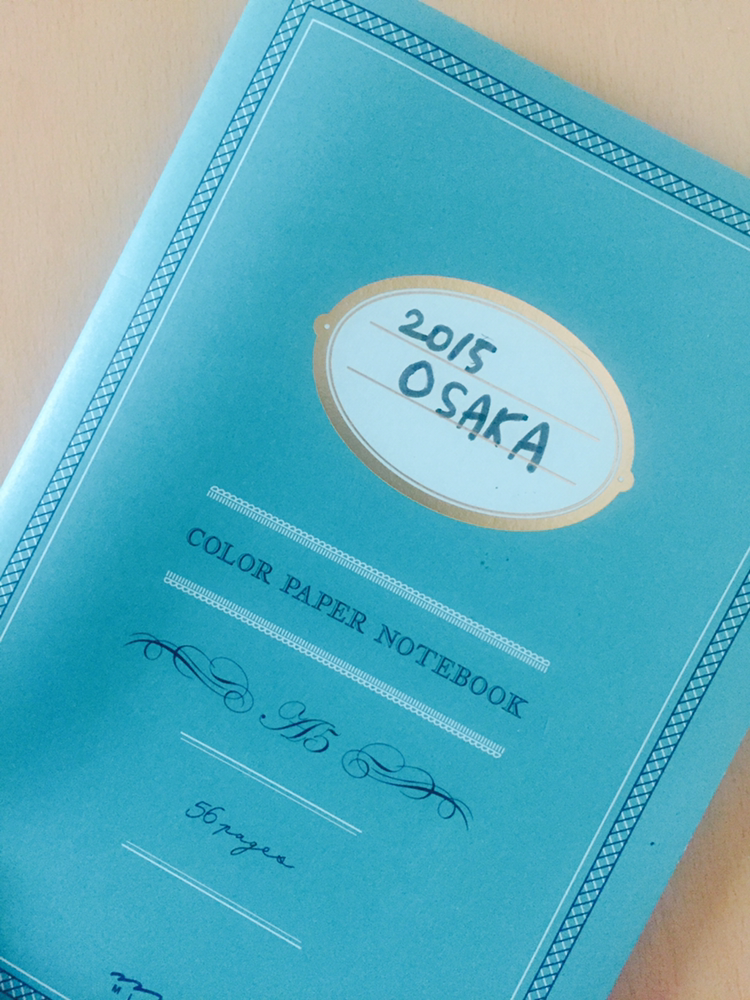 2015
OSAKA
COLOR PAPER NOTEBOOK
A5
56 pages